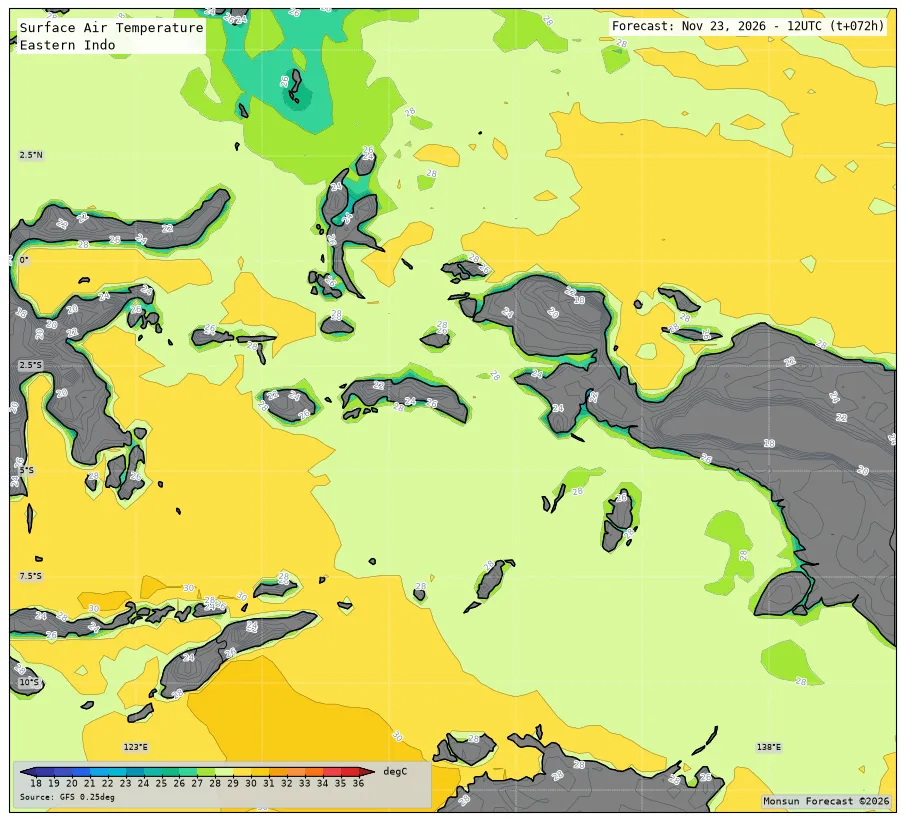 Surface Air Temperature
Eastern Indo
Forecast: Nov 23, 2026 - 12UTC (t+072h)
2.5°N
0°
2.5°S
5°S
7.5°S
10°S
123°E
138°E
degC
18 19 20 21 22 23 24 25 26 27 28 29 30 31 32 33 34 35 36
Source: GFS 0.25deg
Monsun Forecast ©2026